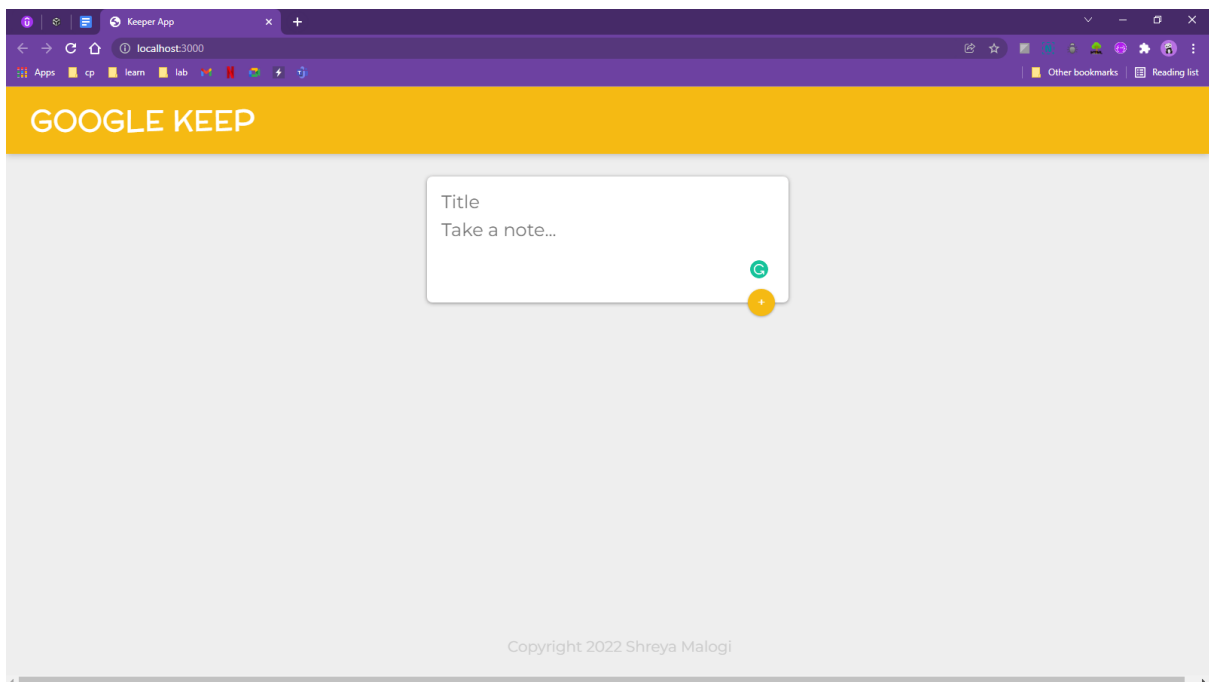 Keeper App
localhost:3000
Apps cp learn lab Other bookmarks Reading list
GOOGLE KEEP
Title
Take a note...
+
Copyright 2022 Shreya Malogi